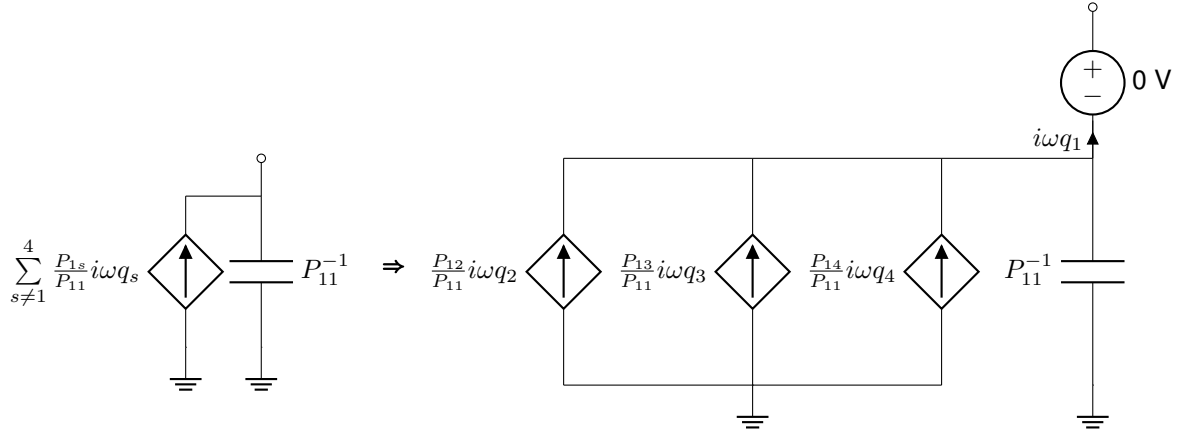 +
−
0 V
iωq_1
4
∑ P_{1s}/P_{11} iωq_s
s≠1
P_{11}^{-1}
⇒
P_{12}/P_{11} iωq_2
P_{13}/P_{11} iωq_3
P_{14}/P_{11} iωq_4
P_{11}^{-1}